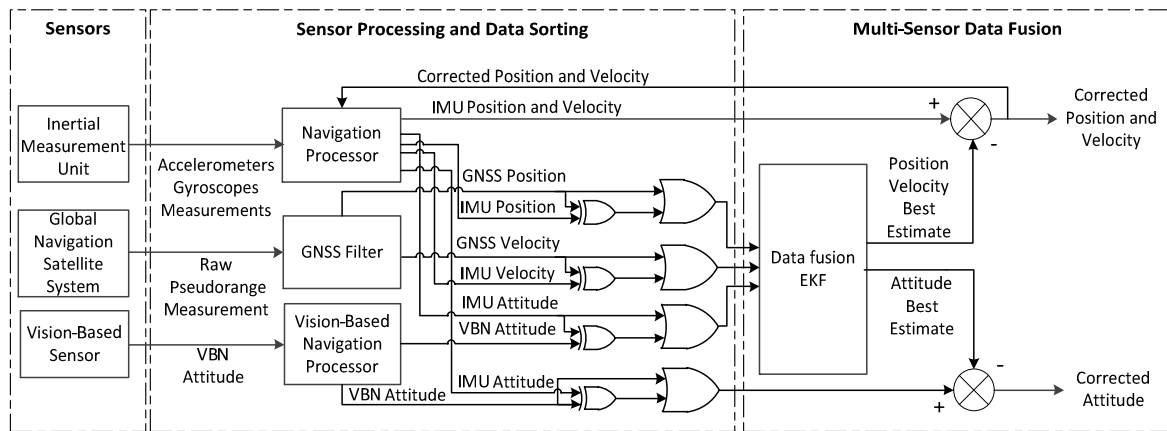 Sensors
Sensor Processing and Data Sorting
Multi-Sensor Data Fusion
Inertial
Measurement
Unit
Accelerometers
Gyroscopes
Measurements
Global
Navigation
Satellite
System
Raw
Pseudorange
Measurement
Vision-Based
Sensor
VBN
Attitude
Navigation
Processor
GNSS Filter
Vision-Based
Navigation
Processor
Corrected Position and Velocity
IMU Position and Velocity
GNSS Position
IMU Position
GNSS Velocity
IMU Velocity
IMU Attitude
VBN Attitude
IMU Attitude
VBN Attitude
Data fusion
EKF
Position
Velocity
Best
Estimate
Attitude
Best
Estimate
+
-
-
+
Corrected
Position and
Velocity
Corrected
Attitude